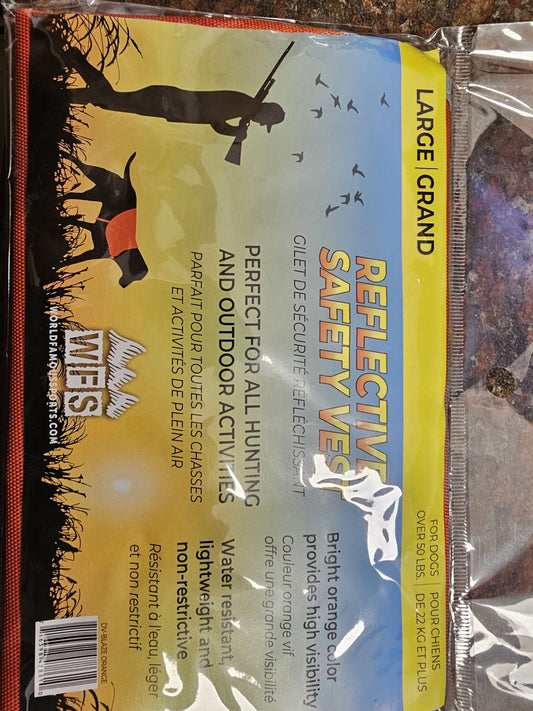 LARGE | GRAND
FOR DOGS | POUR CHIENS
OVER 50 LBS. | DE 22 KG ET PLUS
REFLECTIVE
SAFETY VEST
GILET DE SÉCURITÉ REFLÉCHISSANT
PERFECT FOR ALL HUNTING
AND OUTDOOR ACTIVITIES
PARFAIT POUR TOUTES LES CHASSES
ET ACTIVITÉS DE PLEIN AIR
Bright orange color
provides high visibility
Couleur orange vif
offre une grande visibilité
Water resistant,
lightweight and
non-restrictive
Résistant à l'eau, léger
et non restrictif
WFS
WORLDFAMOUSSPORTS.COM
DV-BLAZE ORANGE